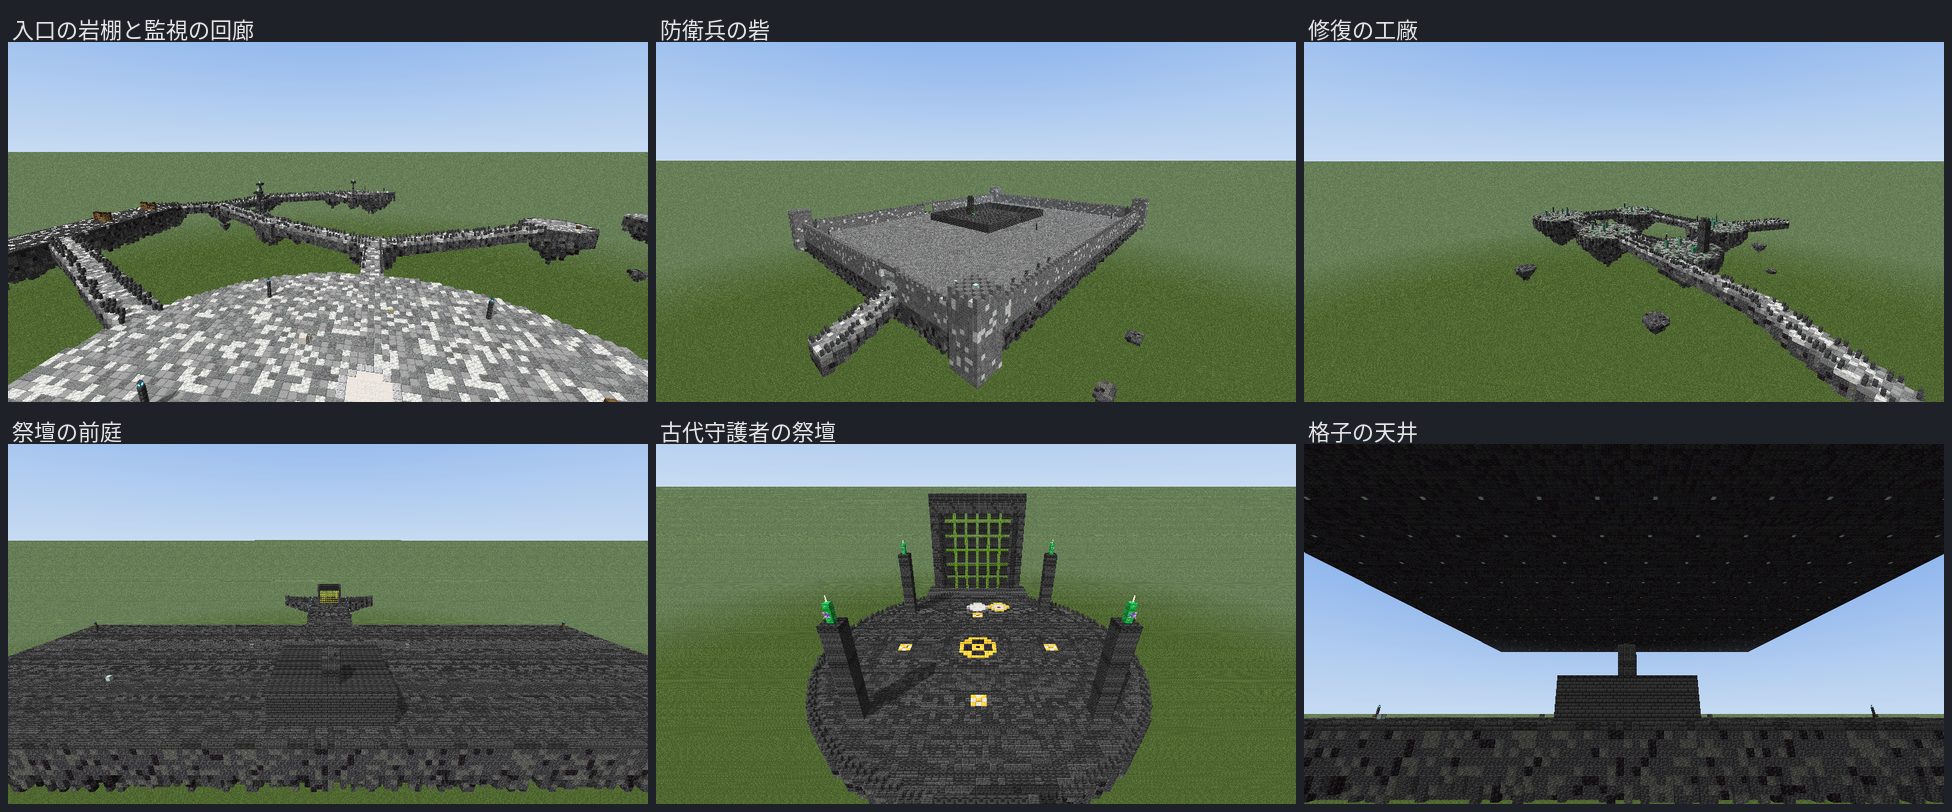 入口の岩棚と監視の回廊
防衛兵の砦
修復の工廠
祭壇の前庭
古代守護者の祭壇
格子の天井